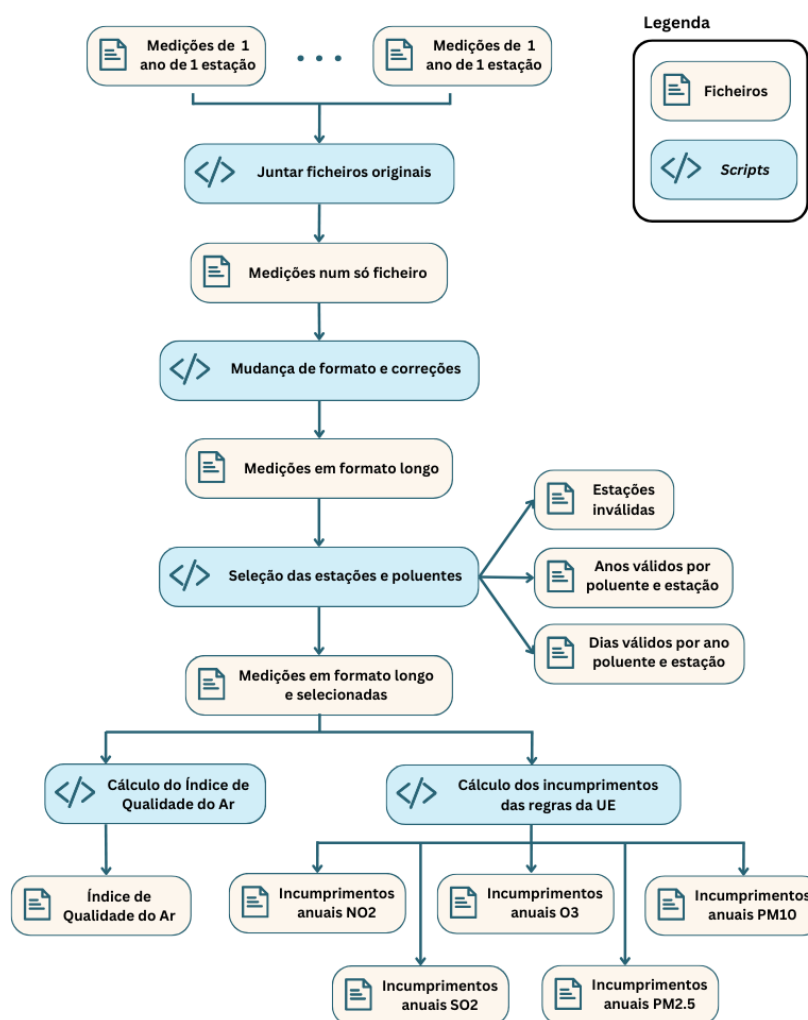 Legenda
Ficheiros
Scripts
Medições de 1
ano de 1 estação
...
Medições de 1
ano de 1 estação
Juntar ficheiros originais
Medições num só ficheiro
Mudança de formato e correções
Medições em formato longo
Seleção das estações e poluentes
Estações
inválidas
Anos válidos por
poluente e estação
Dias válidos por ano
poluente e estação
Medições em formato longo
e selecionadas
Cálculo do Índice de
Qualidade do Ar
Cálculo dos incumprimentos
das regras da UE
Índice de
Qualidade do Ar
Incumprimentos
anuais NO2
Incumprimentos
anuais O3
Incumprimentos
anuais PM10
Incumprimentos
anuais SO2
Incumprimentos
anuais PM2.5